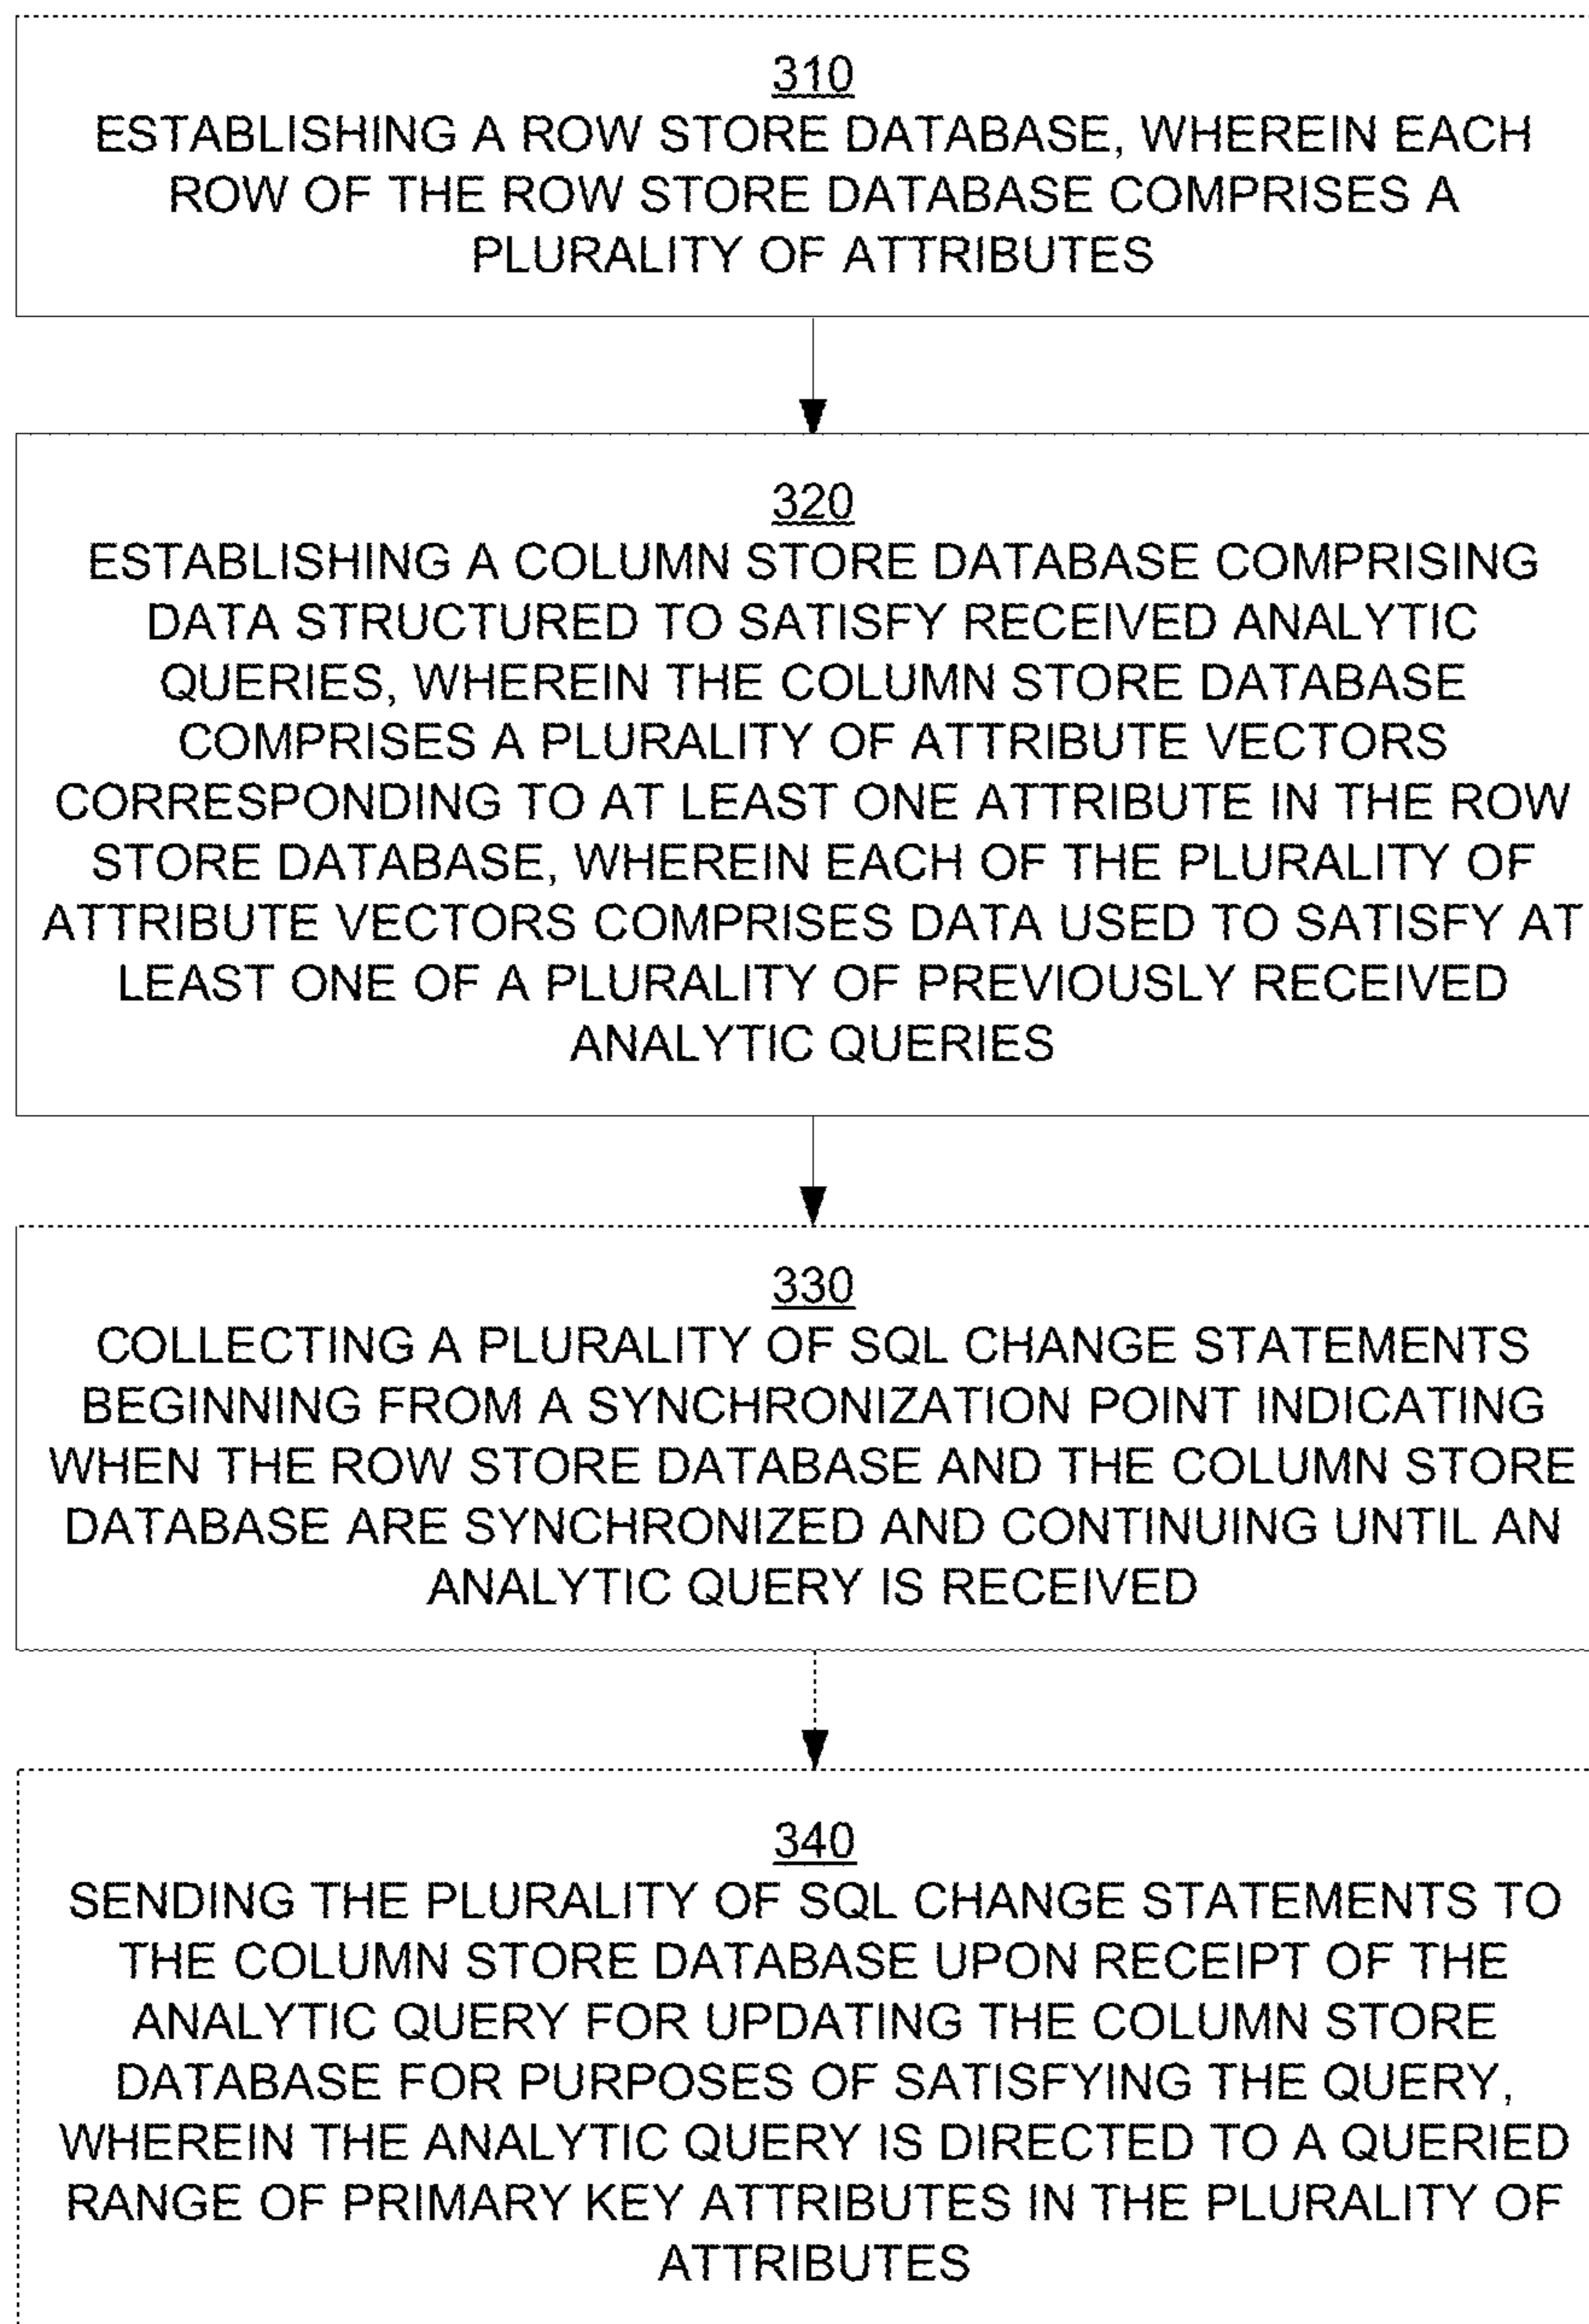 310
ESTABLISHING A ROW STORE DATABASE, WHEREIN EACH
ROW OF THE ROW STORE DATABASE COMPRISES A
PLURALITY OF ATTRIBUTES
320
ESTABLISHING A COLUMN STORE DATABASE COMPRISING
DATA STRUCTURED TO SATISFY RECEIVED ANALYTIC
QUERIES, WHEREIN THE COLUMN STORE DATABASE
COMPRISES A PLURALITY OF ATTRIBUTE VECTORS
CORRESPONDING TO AT LEAST ONE ATTRIBUTE IN THE ROW
STORE DATABASE, WHEREIN EACH OF THE PLURALITY OF
ATTRIBUTE VECTORS COMPRISES DATA USED TO SATISFY AT
LEAST ONE OF A PLURALITY OF PREVIOUSLY RECEIVED
ANALYTIC QUERIES
330
COLLECTING A PLURALITY OF SQL CHANGE STATEMENTS
BEGINNING FROM A SYNCHRONIZATION POINT INDICATING
WHEN THE ROW STORE DATABASE AND THE COLUMN STORE
DATABASE ARE SYNCHRONIZED AND CONTINUING UNTIL AN
ANALYTIC QUERY IS RECEIVED
340
SENDING THE PLURALITY OF SQL CHANGE STATEMENTS TO
THE COLUMN STORE DATABASE UPON RECEIPT OF THE
ANALYTIC QUERY FOR UPDATING THE COLUMN STORE
DATABASE FOR PURPOSES OF SATISFYING THE QUERY,
WHEREIN THE ANALYTIC QUERY IS DIRECTED TO A QUERIED
RANGE OF PRIMARY KEY ATTRIBUTES IN THE PLURALITY OF
ATTRIBUTES